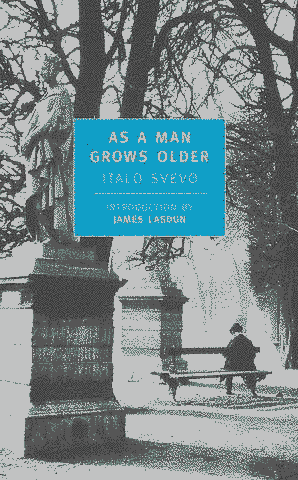 AS A MAN
GROWS OLDER
ITALO SVEVO
INTRODUCTION BY
JAMES LASDUN